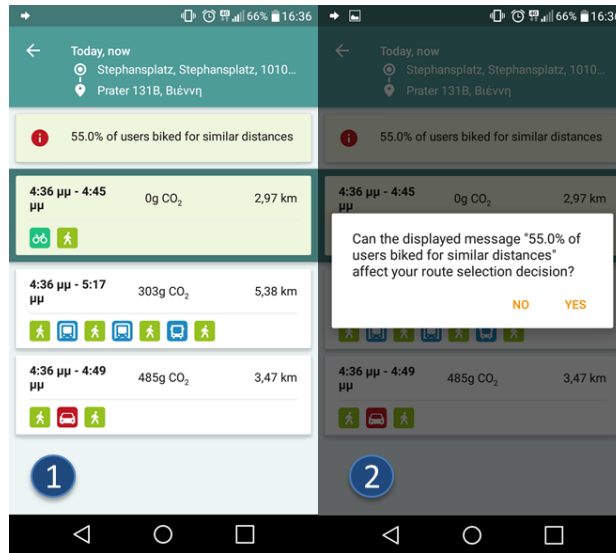 66% 16:36
Today, now
Stephansplatz, Stephansplatz, 1010...
Prater 131B, Βιέννη
55.0% of users biked for similar distances
4:36 μμ - 4:45
μμ
0g CO₂
2,97 km
4:36 μμ - 5:17
μμ
303g CO₂
5,38 km
4:36 μμ - 4:49
μμ
485g CO₂
3,47 km
1
66% 16:36
Today, now
Stephansplatz, Stephansplatz, 1010...
Prater 131B, Βιέννη
55.0% of users biked for similar distances
4:36 μμ - 4:45
μμ
0g CO₂
2,97 km
Can the displayed message "55.0% of
users biked for similar distances"
affect your route selection decision?
NO YES
4:36 μμ - 4:49
μμ
485g CO₂
3,47 km
2